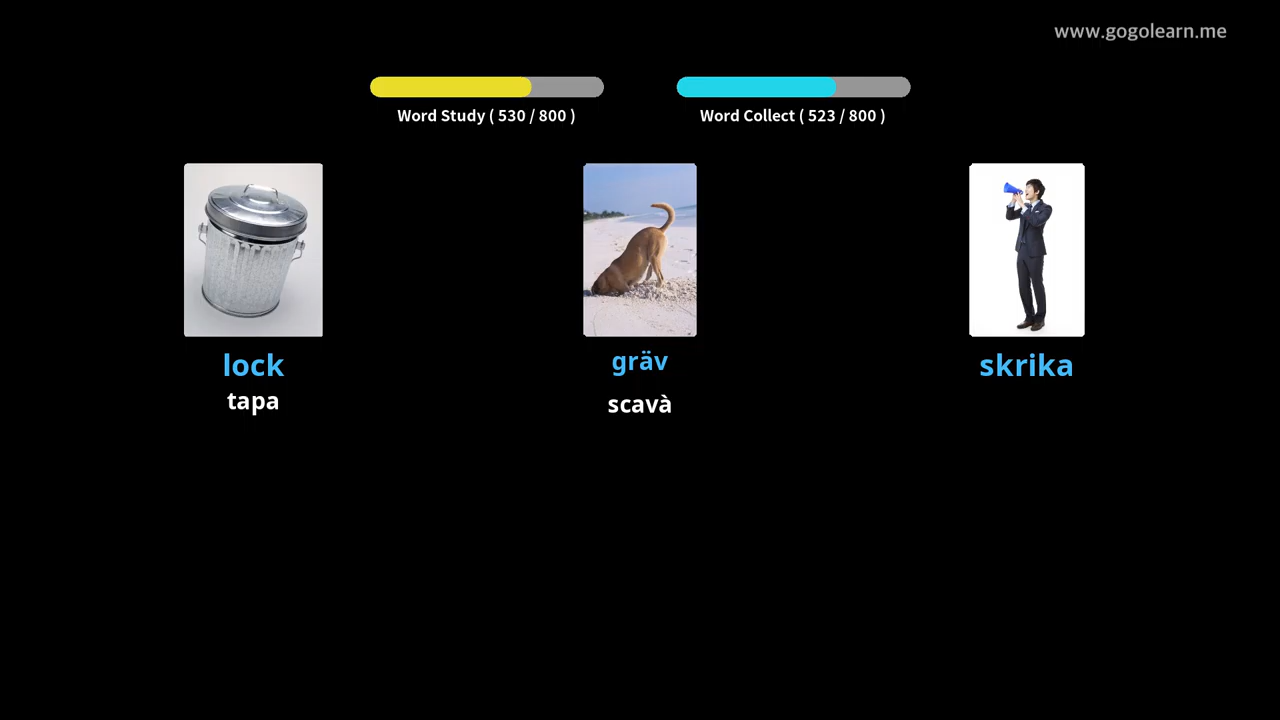 www.gogolearn.me
Word Study ( 530 / 800 )
Word Collect ( 523 / 800 )
lock
tapa
gräv
scavà
skrika